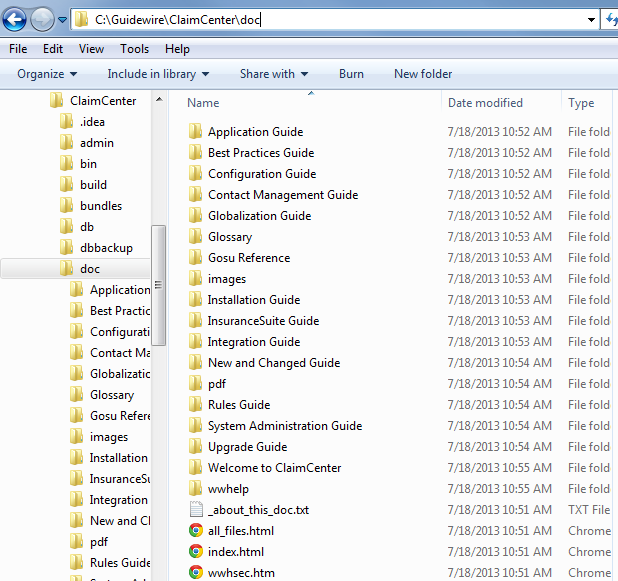 C:\Guidewire\ClaimCenter\doc
File Edit View Tools Help
Organize Include in library Share with Burn New folder
ClaimCenter
.idea
admin
bin
build
bundles
db
dbbackup
doc
Application
Best Practic
Configurati
Contact Ma
Globalizatic
Glossary
Gosu Refere
images
Installation
InsuranceSu
Integration
New and Cl
pdf
Rules Guide
Name Date modified Type
Application Guide 7/18/2013 10:52 AM File fold
Best Practices Guide 7/18/2013 10:52 AM File fold
Configuration Guide 7/18/2013 10:52 AM File fold
Contact Management Guide 7/18/2013 10:52 AM File fold
Globalization Guide 7/18/2013 10:52 AM File fold
Glossary 7/18/2013 10:53 AM File fold
Gosu Reference 7/18/2013 10:53 AM File fold
images 7/18/2013 10:53 AM File fold
Installation Guide 7/18/2013 10:53 AM File fold
InsuranceSuite Guide 7/18/2013 10:53 AM File fold
Integration Guide 7/18/2013 10:53 AM File fold
New and Changed Guide 7/18/2013 10:54 AM File fold
pdf 7/18/2013 10:54 AM File fold
Rules Guide 7/18/2013 10:54 AM File fold
System Administration Guide 7/18/2013 10:54 AM File fold
Upgrade Guide 7/18/2013 10:54 AM File fold
Welcome to ClaimCenter 7/18/2013 10:55 AM File fold
wwhelp 7/18/2013 10:55 AM File fold
_about_this_doc.txt 7/18/2013 10:51 AM TXT File
all_files.html 7/18/2013 10:51 AM Chrome
index.html 7/18/2013 10:51 AM Chrome
wwhsec.htm 7/18/2013 10:51 AM Chrome